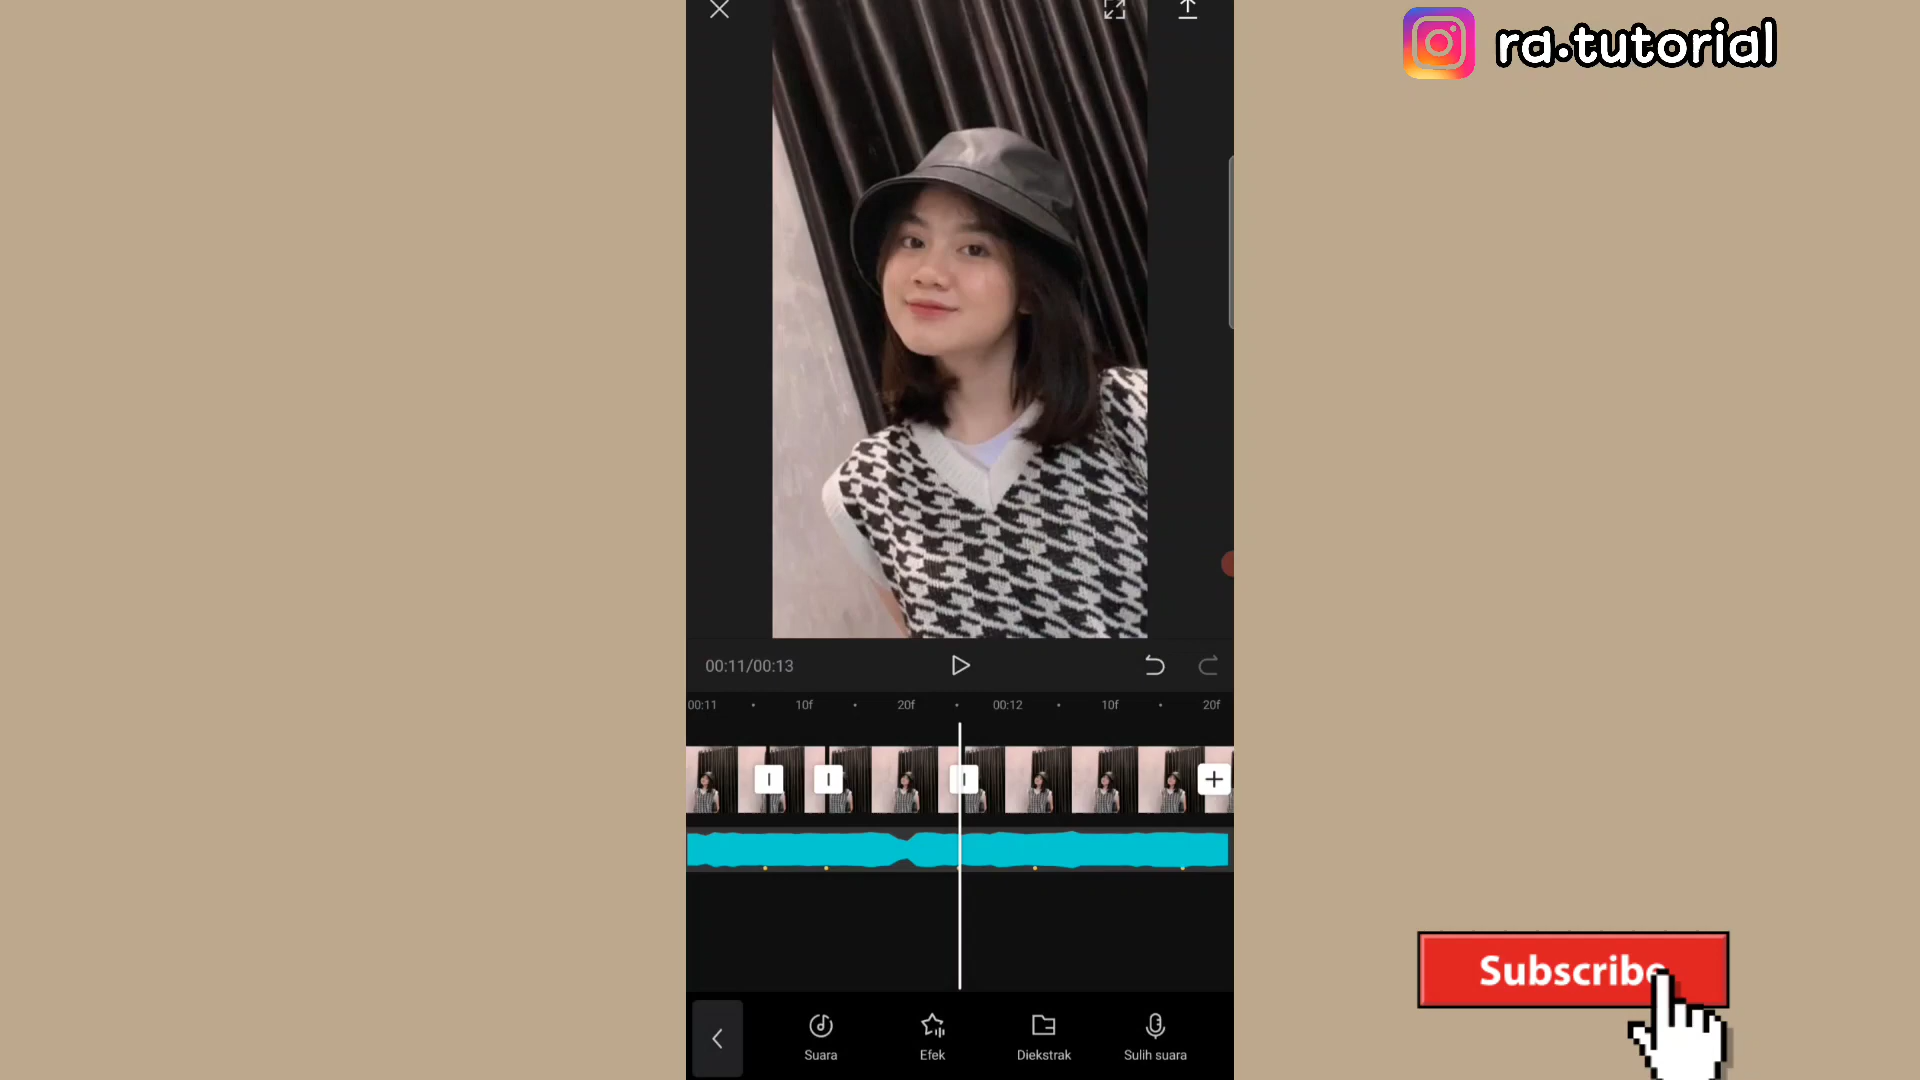 ra.tutorial
00:11/00:13
00:11 10f 20f 00:12 10f 20f
Suara Efek Diekstrak Sulih suara
Subscribe